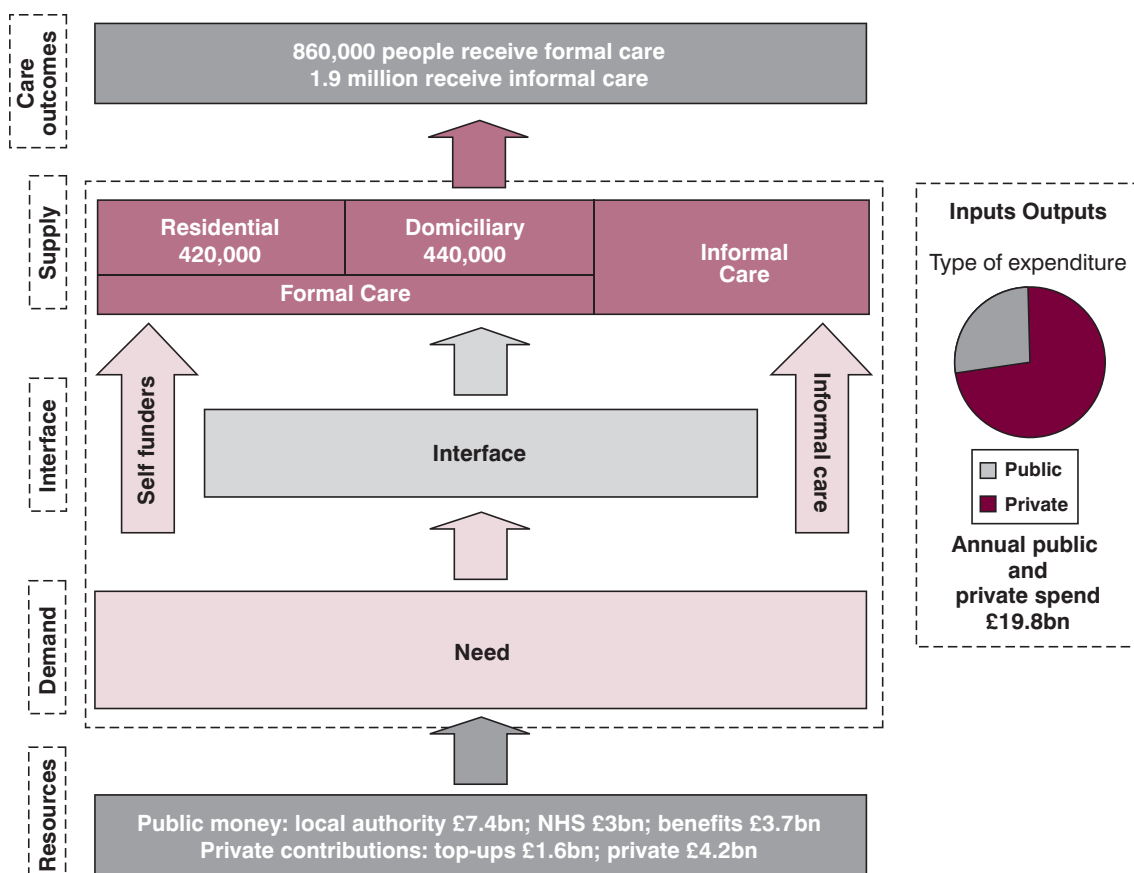 Care
outcomes
860,000 people receive formal care
1.9 million receive informal care
Supply
Residential
420,000
Domiciliary
440,000
Formal Care
Informal
Care
Interface
Self funders
Interface
Informal care
Demand
Need
Resources
Public money: local authority £7.4bn; NHS £3bn; benefits £3.7bn
Private contributions: top-ups £1.6bn; private £4.2bn
Inputs Outputs
Type of expenditure
Public
Private
Annual public
and
private spend
£19.8bn